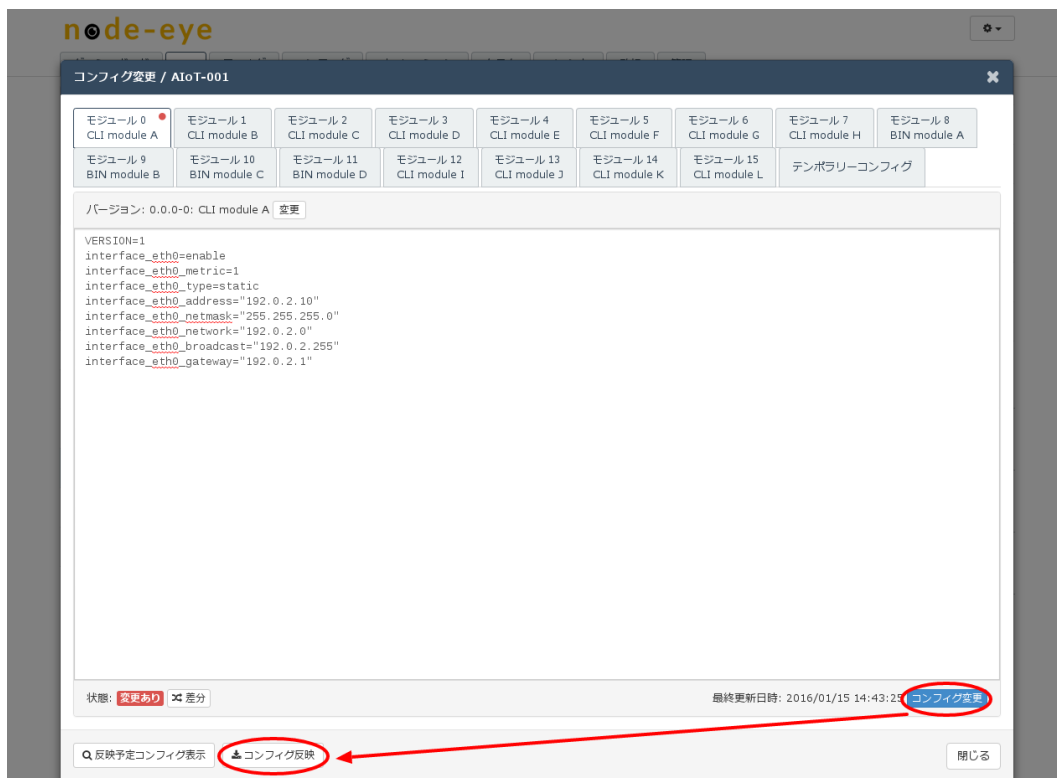 node-eye
コンフィグ変更 / AIoT-001
モジュール 0
CLI module A
モジュール 1
CLI module B
モジュール 2
CLI module C
モジュール 3
CLI module D
モジュール 4
CLI module E
モジュール 5
CLI module F
モジュール 6
CLI module G
モジュール 7
CLI module H
モジュール 8
BIN module A
モジュール 9
BIN module B
モジュール 10
BIN module C
モジュール 11
BIN module D
モジュール 12
CLI module I
モジュール 13
CLI module J
モジュール 14
CLI module K
モジュール 15
CLI module L
テンポラリーコンフィグ
バージョン: 0.0.0-0: CLI module A 変更
VERSION=1
interface_eth0=enable
interface_eth0_metric=1
interface_eth0_type=static
interface_eth0_address="192.0.2.10"
interface_eth0_netmask="255.255.255.0"
interface_eth0_network="192.0.2.0"
interface_eth0_broadcast="192.0.2.255"
interface_eth0_gateway="192.0.2.1"
状態: 変更あり 差分
最終更新日時: 2016/01/15 14:43:25 コンフィグ変更
反映予定コンフィグ表示 コンフィグ反映 閉じる